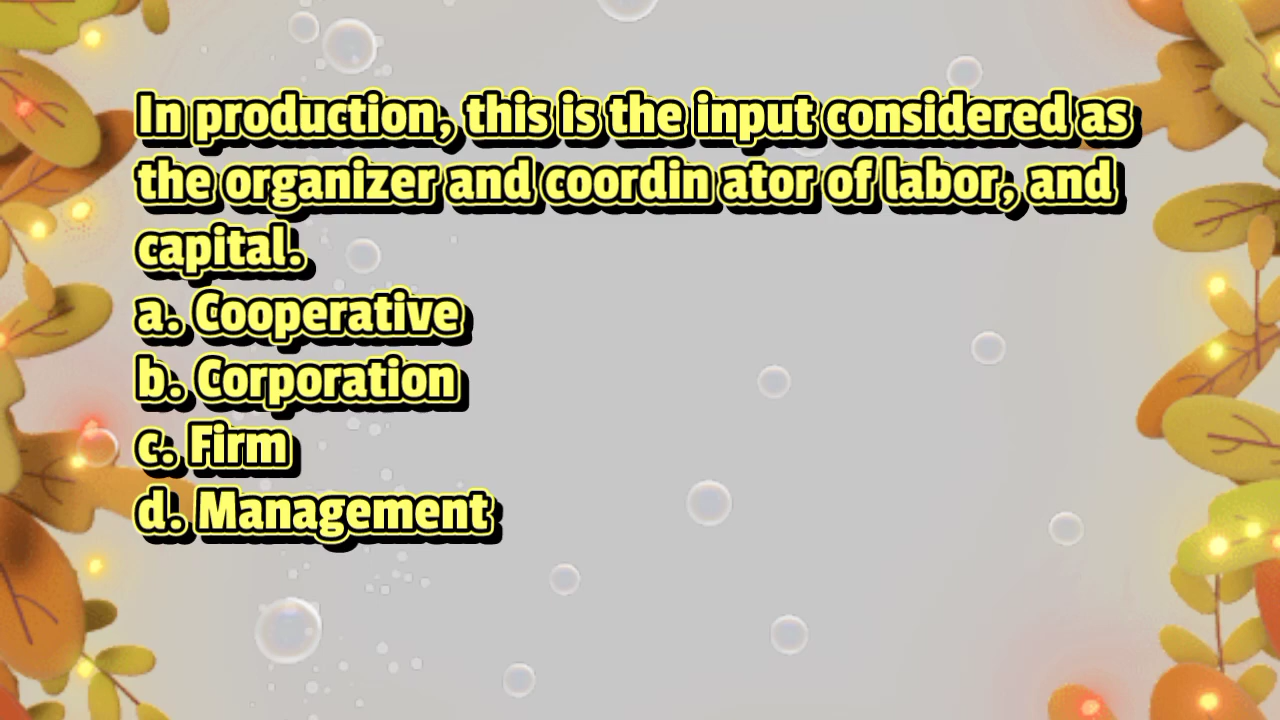 In production, this is the input considered as
the organizer and coordin ator of labor, and
capital.
a. Cooperative
b. Corporation
c. Firm
d. Management